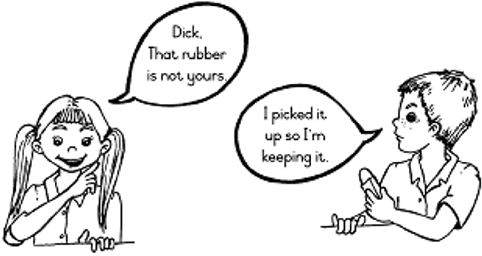 Dick,
That rubber
is not yours.
I picked it
up so I'm
keeping it.